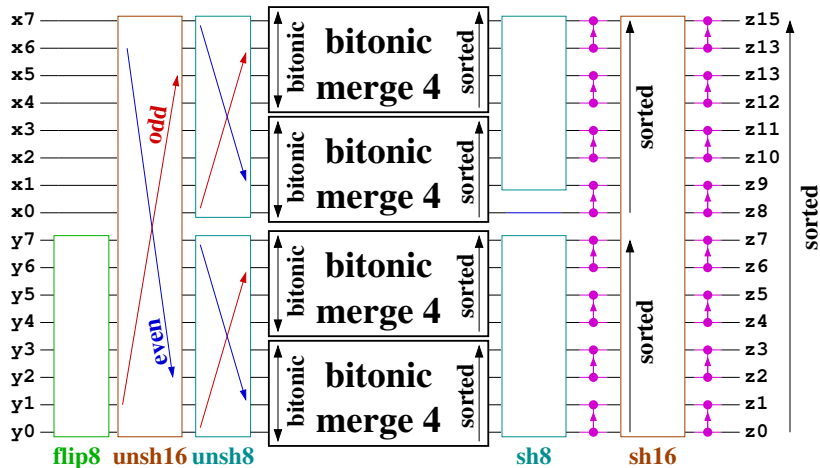 x7
x6
x5
x4
x3
x2
x1
x0
y7
y6
y5
y4
y3
y2
y1
y0
flip8
unsh16
unsh8
odd
even
bitonic
bitonic
merge 4
sorted
bitonic
bitonic
merge 4
sorted
bitonic
bitonic
merge 4
sorted
bitonic
bitonic
merge 4
sorted
sh8
sh16
sorted
sorted
z15
z13
z13
z12
z11
z10
z9
z8
z7
z6
z5
z4
z3
z2
z1
z0
sorted